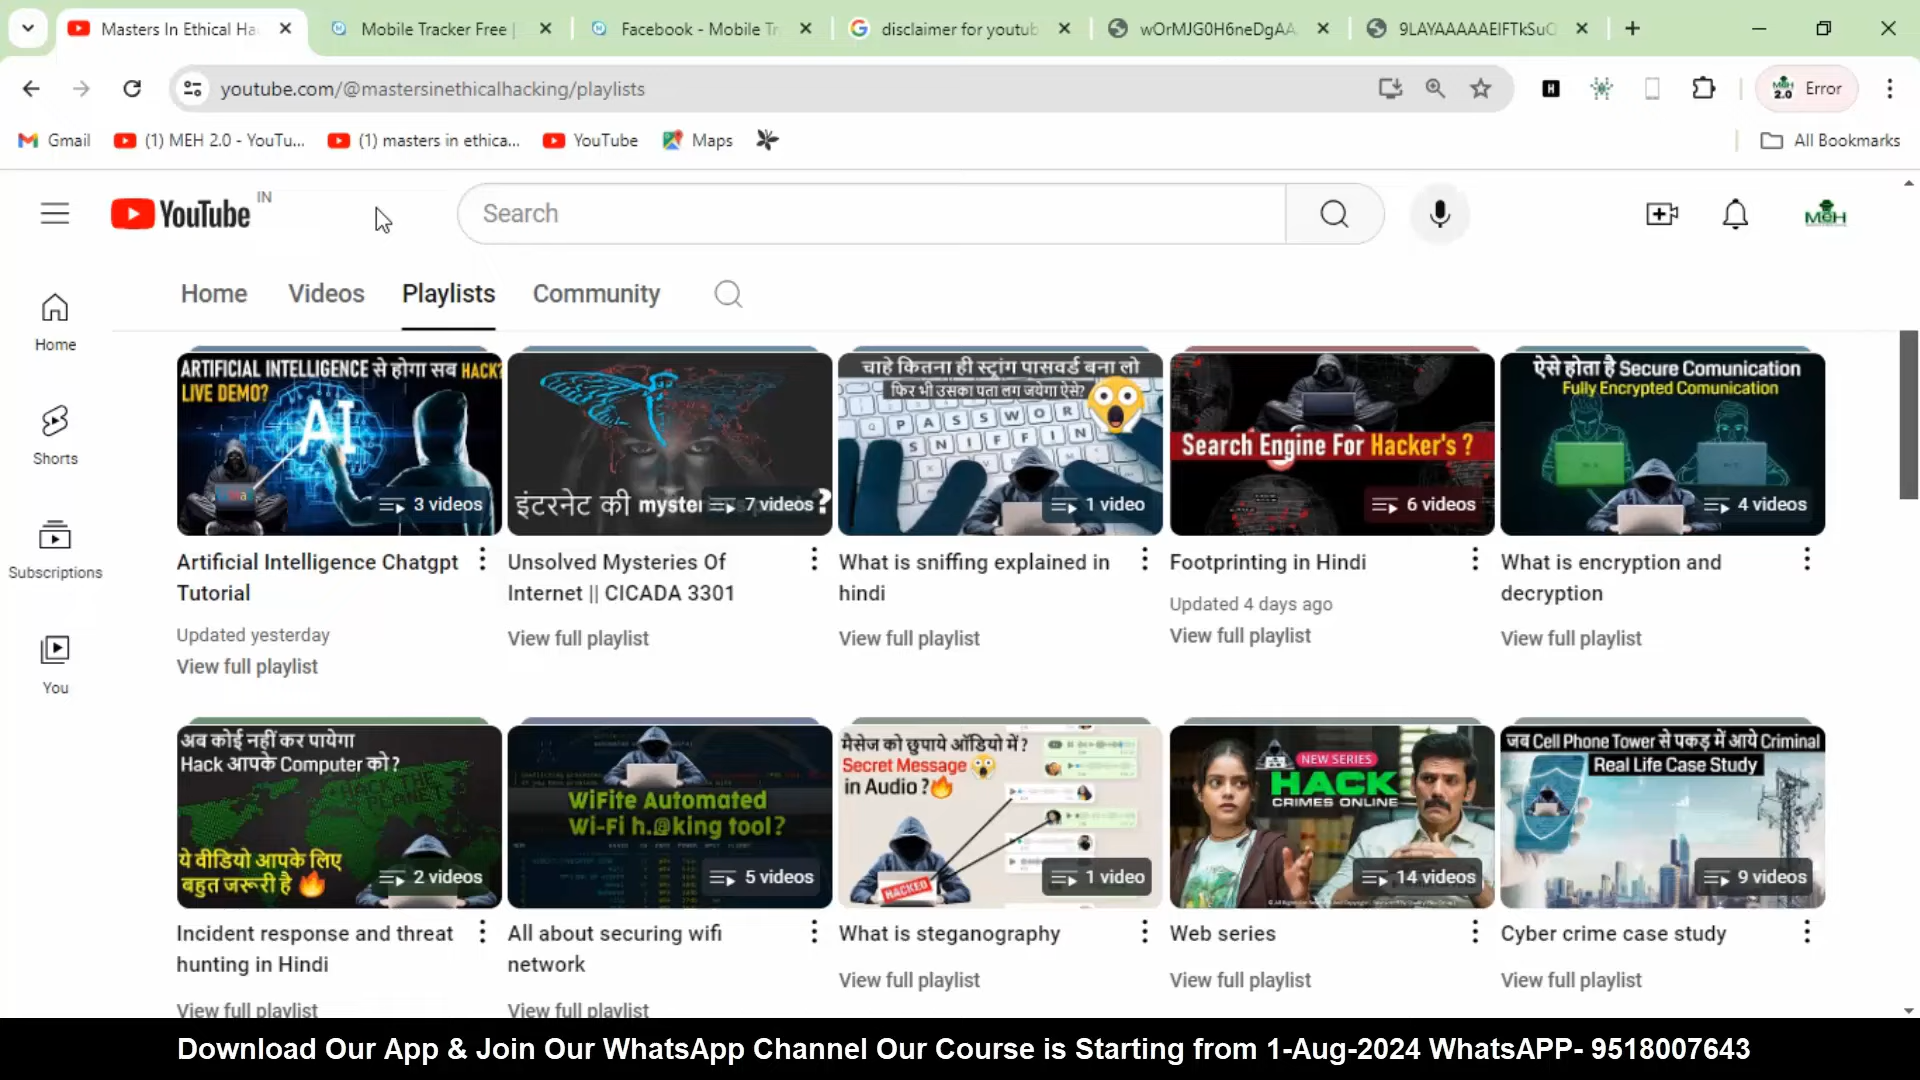 Masters In Ethical Ha
Mobile Tracker Free |
Facebook - Mobile Tr
disclaimer for youtub
wOrMJG0H6neDgAA
9LAYAAAAAElFTkSuQ
youtube.com/@mastersinethicalhacking/playlists
Error
Gmail
(1) MEH 2.0 - YouTu...
(1) masters in ethica...
YouTube
Maps
All Bookmarks
YouTube IN
Search
MeH
Home
Videos
Playlists
Community
Home
Shorts
Subscriptions
You
ARTIFICIAL INTELLIGENCE से होगा सब HACK?
LIVE DEMO?
AI
3 videos
Artificial Intelligence Chatgpt
Tutorial
Updated yesterday
View full playlist
इंटरनेट की myste
?
7 videos
Unsolved Mysteries Of
Internet || CICADA 3301
View full playlist
चाहे कितना ही स्ट्रांग पासवर्ड बना लो
फिर भी उसका पता लग जयेगा ऐसे?
PASSWOR
SNIFFIN
1 video
What is sniffing explained in
hindi
View full playlist
Search Engine For Hacker's ?
6 videos
Footprinting in Hindi
Updated 4 days ago
View full playlist
ऐसे होता है Secure Comunication
Fully Encrypted Comunication
4 videos
What is encryption and
decryption
View full playlist
अब कोई नहीं कर पायेगा
Hack आपके Computer को?
HACK THE
PLANET
ये वीडियो आपके लिए
बहुत जरूरी है
2 videos
Incident response and threat
hunting in Hindi
View full playlist
WiFite Automated
Wi-Fi h.@king tool?
5 videos
All about securing wifi
network
View full playlist
मैसेज को छुपाये ऑडियो में?
Secret Message
in Audio?
HACKED
1 video
What is steganography
View full playlist
NEW SERIES
HACK
CRIMES ONLINE
14 videos
Web series
View full playlist
जब Cell Phone Tower से पकड़ में आये Criminal
Real Life Case Study
9 videos
Cyber crime case study
View full playlist
Download Our App & Join Our WhatsApp Channel Our Course is Starting from 1-Aug-2024 WhatsAPP- 9518007643